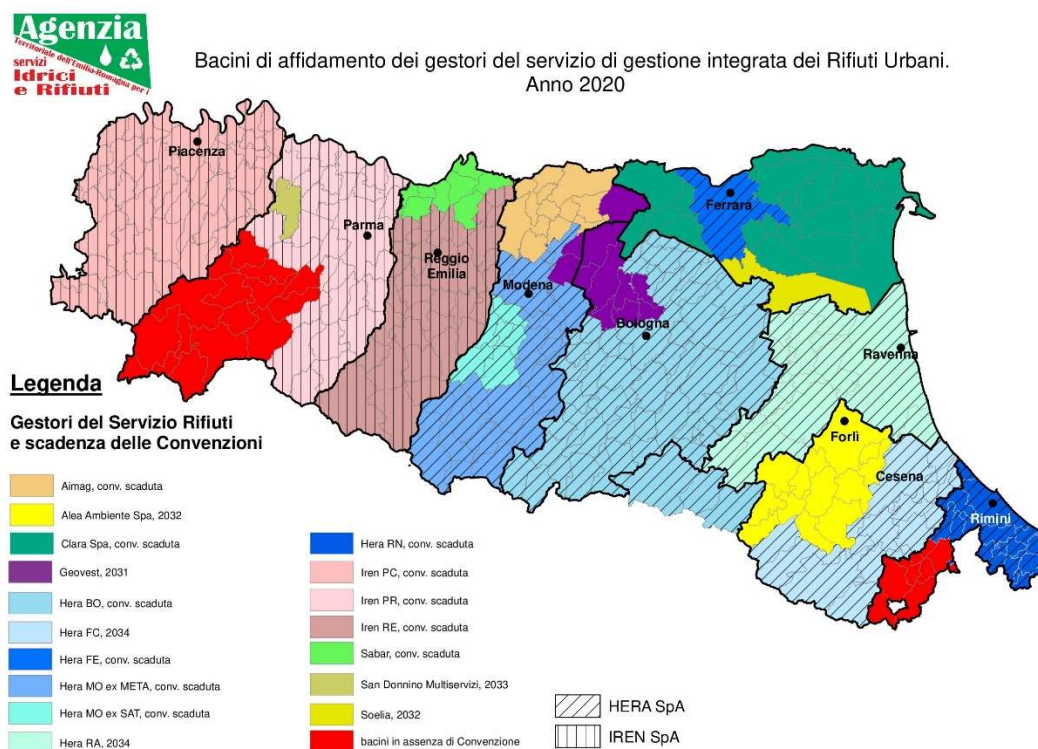 Agenzia
Territoriale dell'Emilia-Romagna per i
servizi
Idrici
e Rifiuti
Bacini di affidamento dei gestori del servizio di gestione integrata dei Rifiuti Urbani.
Anno 2020
Piacenza
Parma
Reggio
Emilia
Modena
Bologna
Ferrara
Ravenna
Forlì
Cesena
Rimini
Legenda
Gestori del Servizio Rifiuti
e scadenza delle Convenzioni
Aimag, conv. scaduta
Alea Ambiente Spa, 2032
Clara Spa, conv. scaduta
Geovest, 2031
Hera BO, conv. scaduta
Hera FC, 2034
Hera FE, conv. scaduta
Hera MO ex META, conv. scaduta
Hera MO ex SAT, conv. scaduta
Hera RA, 2034
Hera RN, conv. scaduta
Iren PC, conv. scaduta
Iren PR, conv. scaduta
Iren RE, conv. scaduta
Sabar, conv. scaduta
San Donnino Multiservizi, 2033
Soelia, 2032
bacini in assenza di Convenzione
HERA SpA
IREN SpA